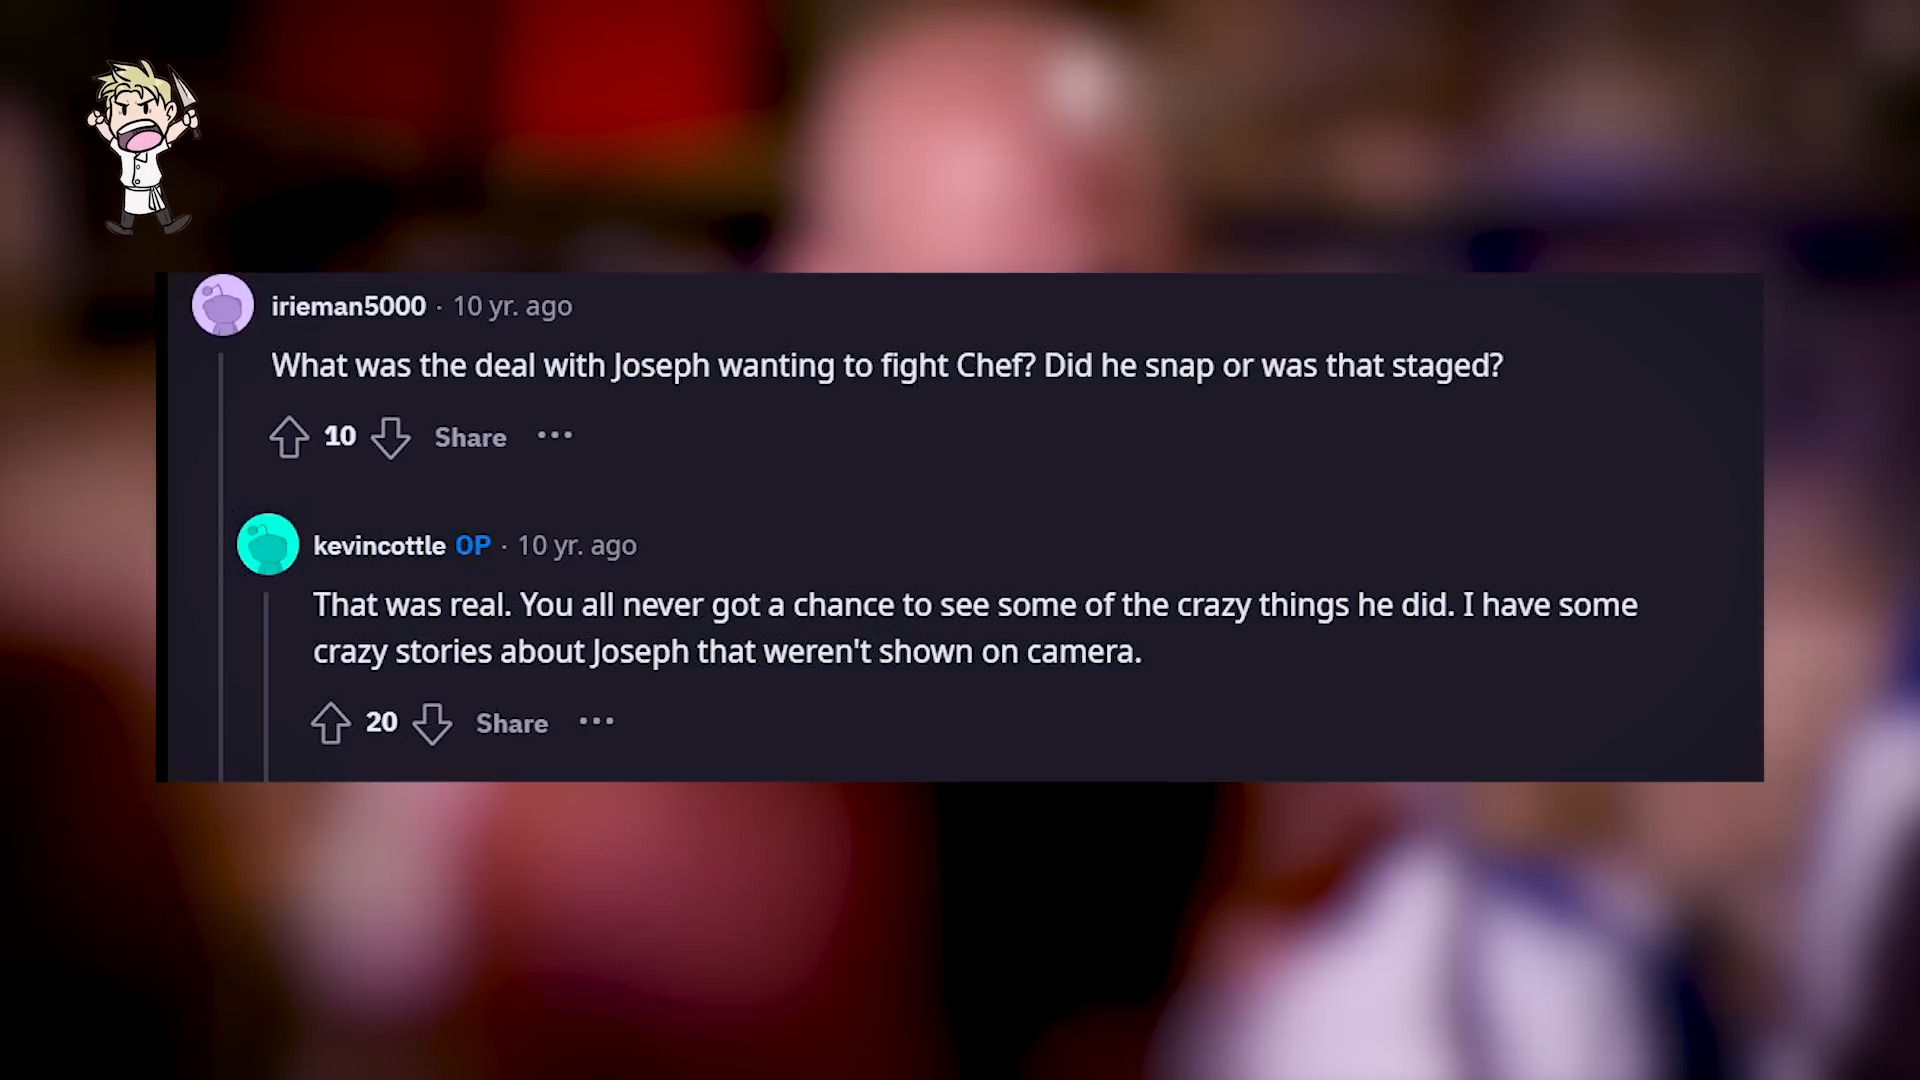 irieman5000 · 10 yr. ago
What was the deal with Joseph wanting to fight Chef? Did he snap or was that staged?
10 Share ···
kevincottle OP · 10 yr. ago
That was real. You all never got a chance to see some of the crazy things he did. I have some
crazy stories about Joseph that weren't shown on camera.
20 Share ···